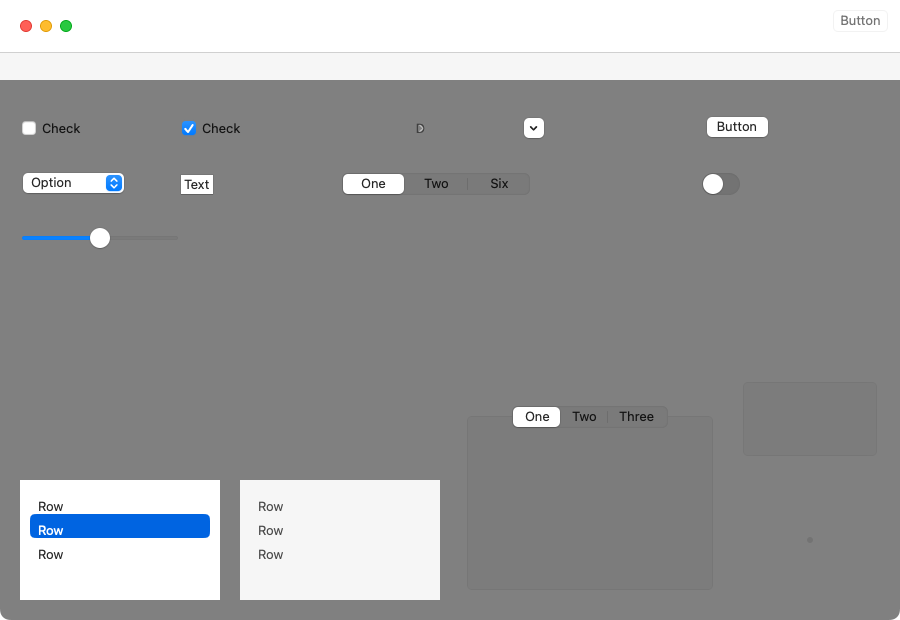 Button
Check
Check
D
Button
Option
Text
One
Two
Six
One
Two
Three
Row
Row
Row
Row
Row
Row